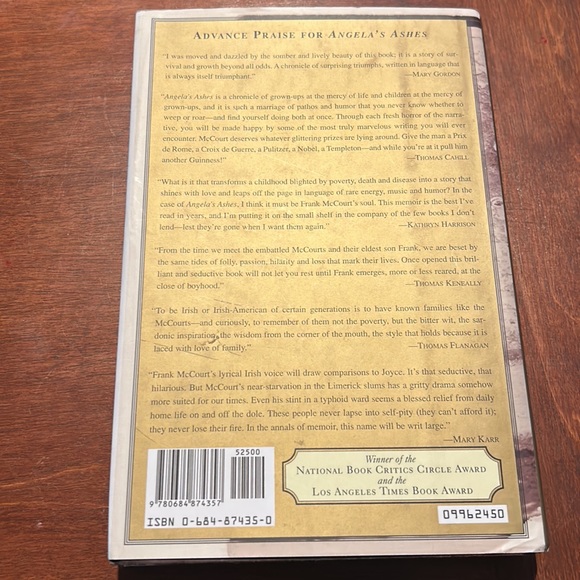 ADVANCE PRAISE FOR ANGELA'S ASHES
"I was moved and dazzled by the somber and lively beauty of this book; it is a story of sur-
vival and growth beyond all odds. A chronicle of surprising triumphs, written in language that
is always itself triumphant."
—MARY GORDON
"Angela's Ashes is a chronicle of grown-ups at the mercy of life and children at the mercy of
grown-ups, and it is such a marriage of pathos and humor that you never know whether to
weep or roar—and find yourself doing both at once. Through each fresh horror of the narra-
tive, you will be made happy by some of the most truly marvelous writing you will ever
encounter. McCourt deserves whatever glittering prizes are lying around. Give the man a Prix
de Rome, a Croix de Guerre, a Pulitzer, a Nobel, a Templeton—and while you're at it pull him
another Guinness!"
—THOMAS CAHILL
"What is it that transforms a childhood blighted by poverty, death and disease into a story that
shines with love and leaps off the page in language of rare energy, music and humor? In the
case of Angela's Ashes, I think it must be Frank McCourt's soul. This memoir is the best I've
read in years, and I'm putting it on the small shelf in the company of the few books I don't
lend—lest they're gone when I want them again."
—KATHRYN HARRISON
"From the time we meet the embattled McCourts and their eldest son Frank, we are beset by
the same tides of folly, passion, hilarity and loss that mark their lives. Once opened this bril-
liant and seductive book will not let you rest until Frank emerges, more or less reared, at the
close of boyhood."
—THOMAS KENEALLY
"To be Irish or Irish-American of certain generations is to have known families like the
McCourts—and curiously, to remember of them not the poverty, but the bitter wit, the sar-
donic inspiration, the wisdom from the corner of the mouth, the style that holds because it is
laced with love of family."
—THOMAS FLANAGAN
"Frank McCourt's lyrical Irish voice will draw comparisons to Joyce. It's that seductive, that
hilarious. But McCourt's near-starvation in the Limerick slums has a gritty drama somehow
more suited for our times. Even his stint in a typhoid ward seems a blessed relief from daily
home life on and off the dole. These people never lapse into self-pity (they can't afford it);
they never lose their fire. In the annals of memoir, this name will be writ large."
—MARY KARR
52500
9 780684 874357
ISBN 0-684-87435-0
Winner of the
NATIONAL BOOK CRITICS CIRCLE AWARD
and the
LOS ANGELES TIMES BOOK AWARD
09962450